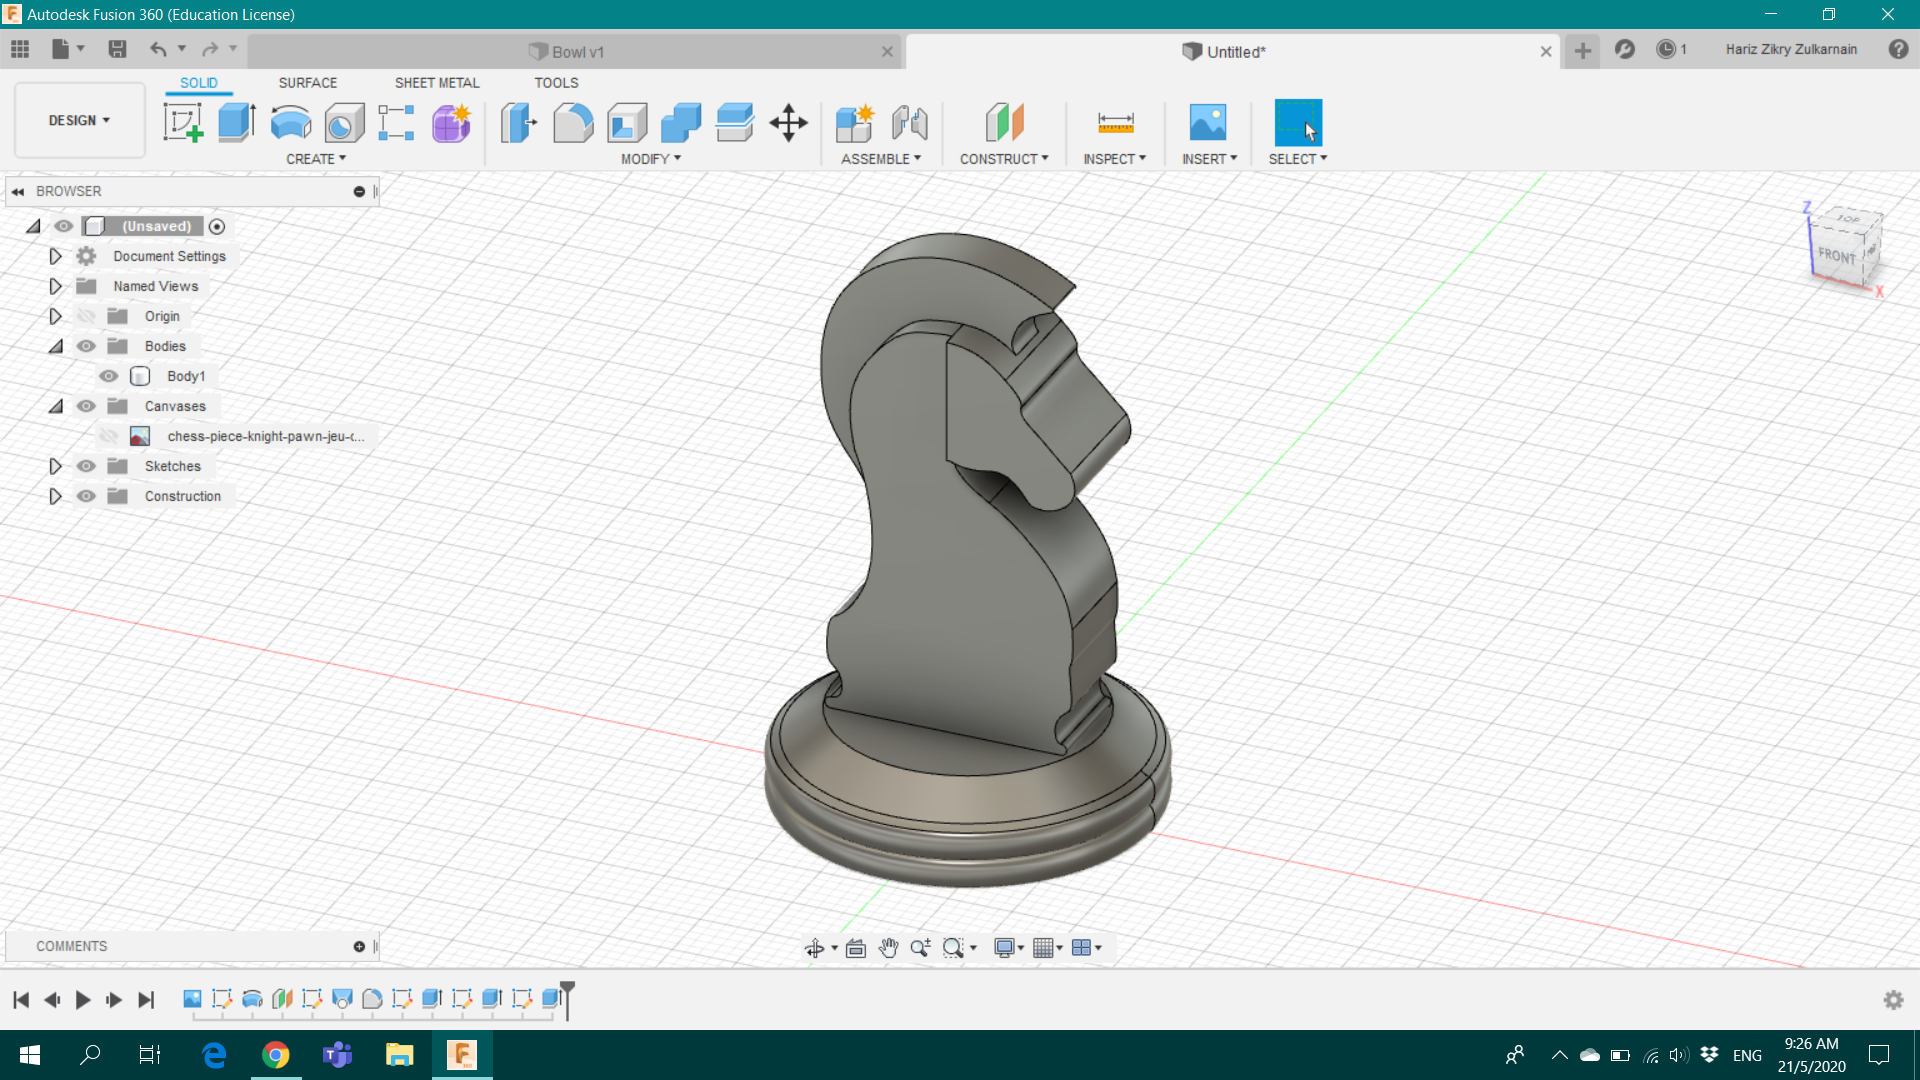 Autodesk Fusion 360 (Education License)
Bowl v1
Untitled*
1
Hariz Zikry Zulkarnain
SOLID
SURFACE
SHEET METAL
TOOLS
DESIGN
CREATE
MODIFY
ASSEMBLE
CONSTRUCT
INSPECT
INSERT
SELECT
BROWSER
(Unsaved)
Document Settings
Named Views
Origin
Bodies
Body1
Canvases
chess-piece-knight-pawn-jeu-c...
Sketches
Construction
Z
TOP
FRONT
X
COMMENTS
ENG
9:26 AM
21/5/2020